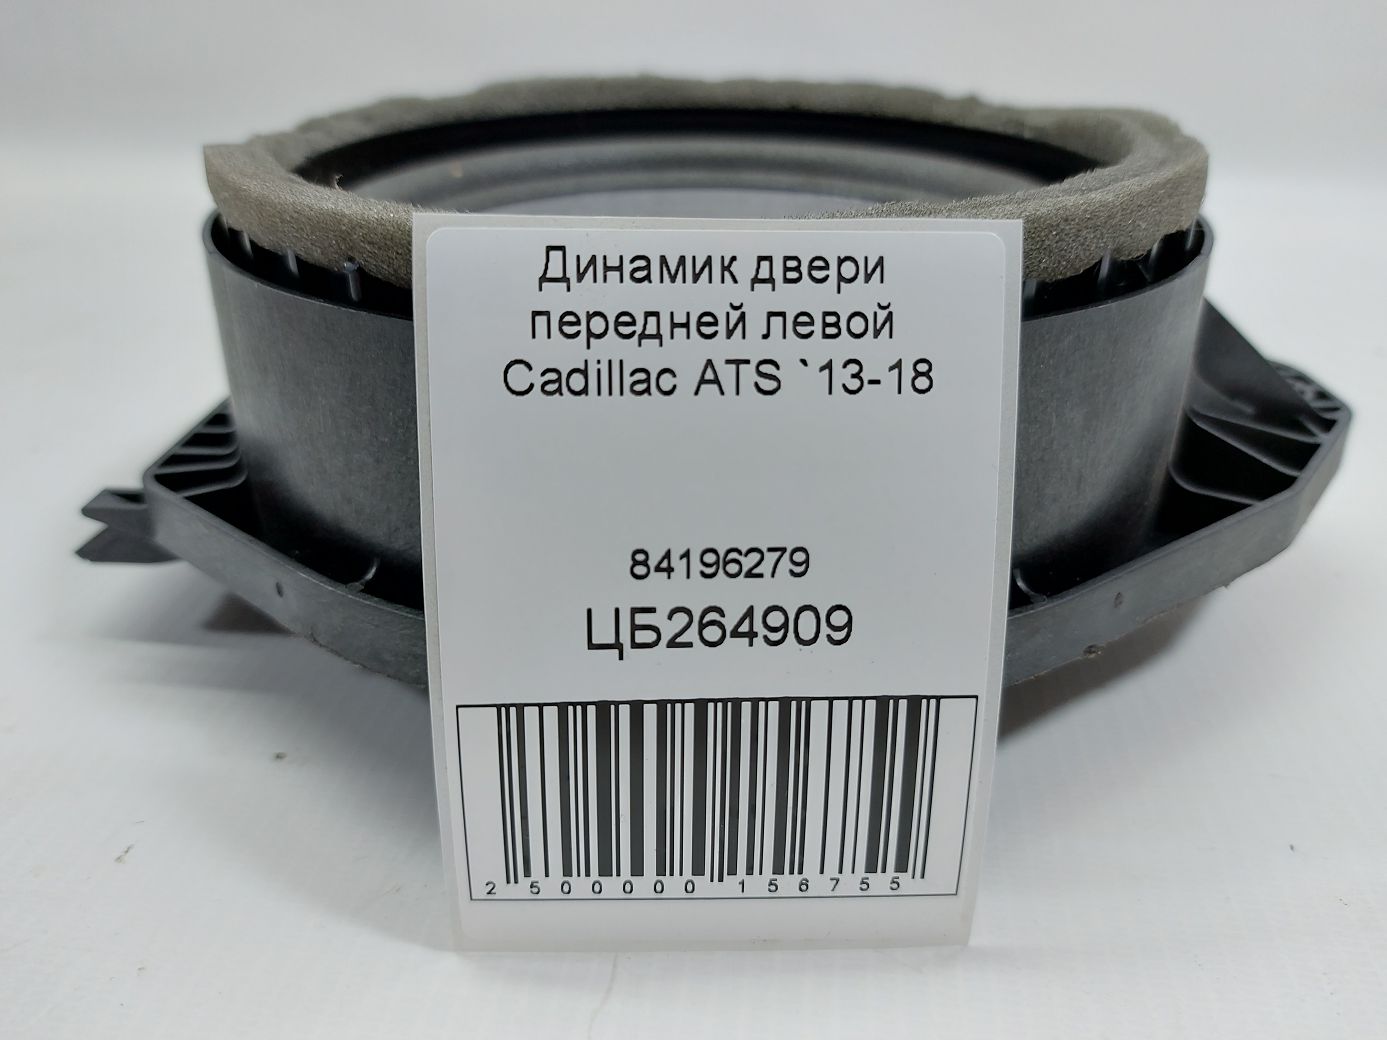 Динамик двери
передней левой
Cadillac ATS `13-18
84196279
ЦБ264909
2 500000 156755